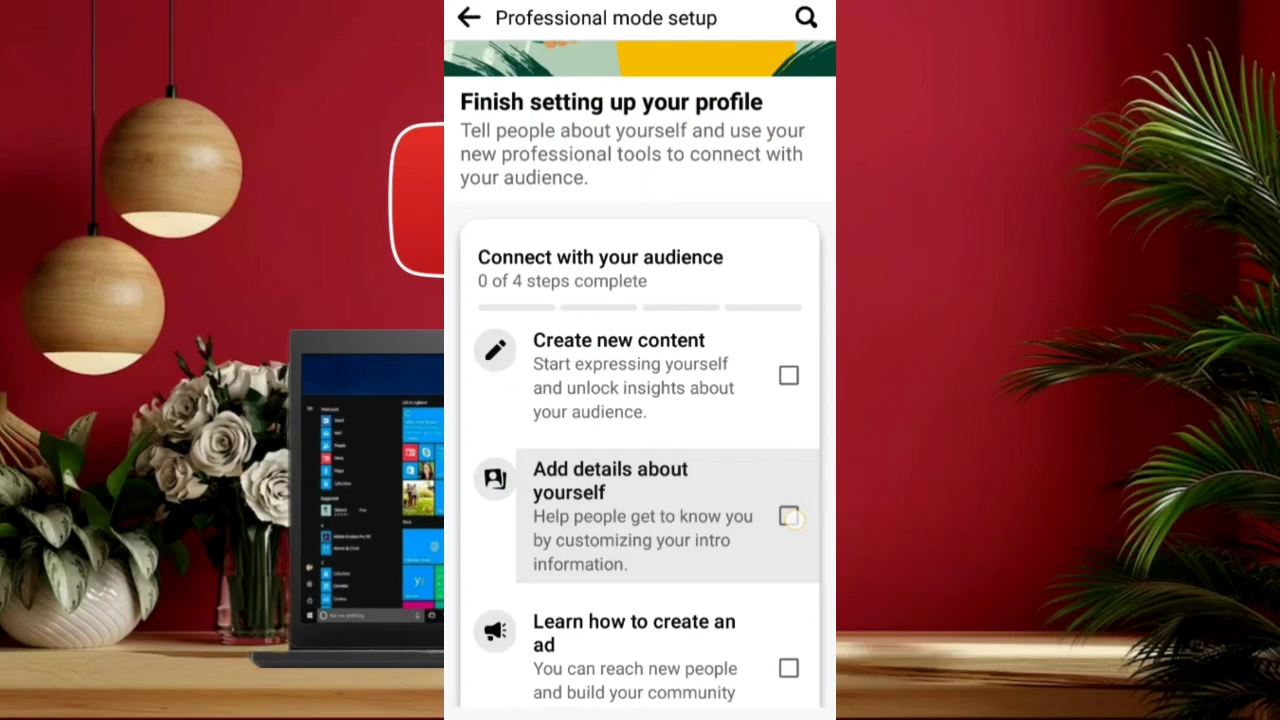 Professional mode setup
Finish setting up your profile
Tell people about yourself and use your
new professional tools to connect with
your audience.
Connect with your audience
0 of 4 steps complete
Create new content
Start expressing yourself
and unlock insights about
your audience.
Add details about
yourself
Help people get to know you
by customizing your intro
information.
Learn how to create an
ad
You can reach new people
and build your community